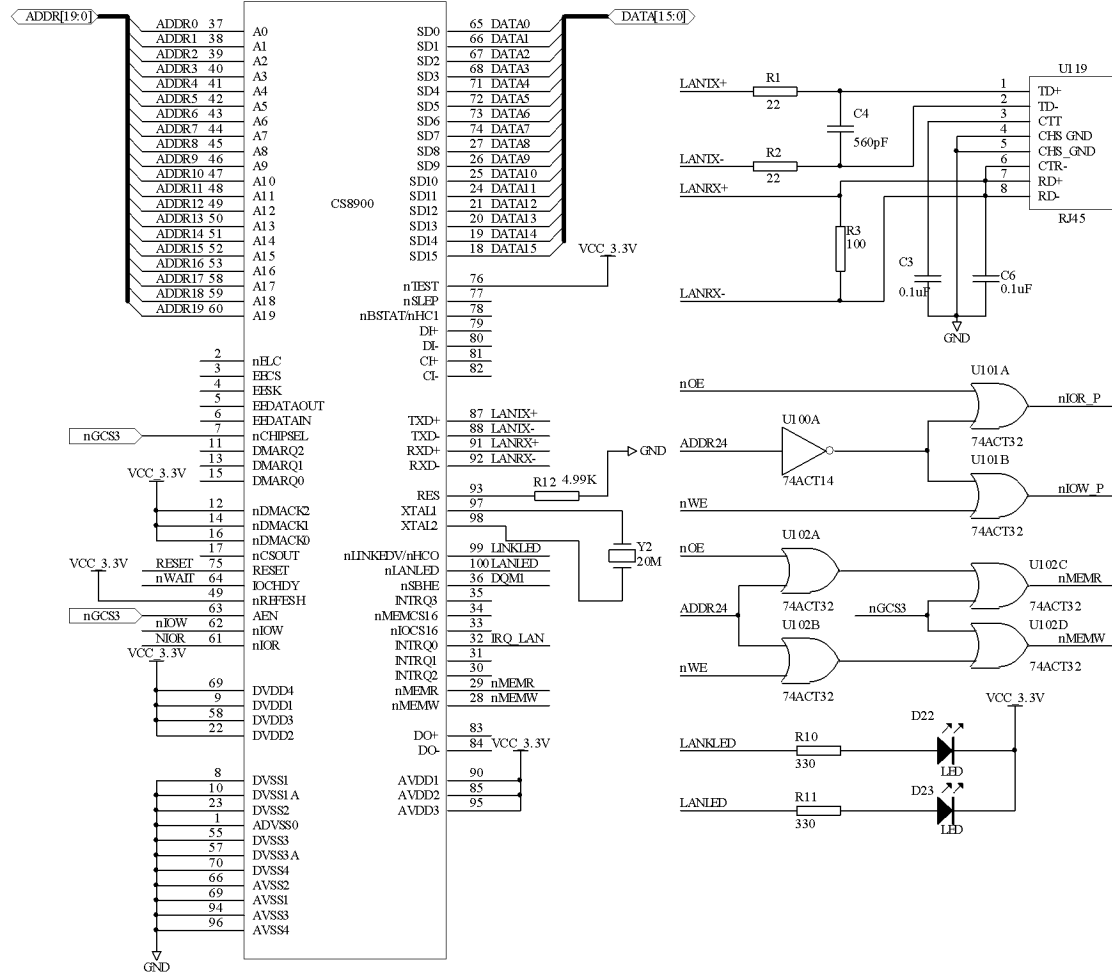 ADDR[19:0]
ADDR0 37 A0
ADDR1 38 A1
ADDR2 39 A2
ADDR3 40 A3
ADDR4 41 A4
ADDR5 42 A5
ADDR6 43 A6
ADDR7 44 A7
ADDR8 45 A8
ADDR9 46 A9
ADDR10 47 A10
ADDR11 48 A11
ADDR12 49 A12
ADDR13 50 A13
ADDR14 51 A14
ADDR15 52 A15
ADDR16 53 A16
ADDR17 58 A17
ADDR18 59 A18
ADDR19 60 A19
2 nELC
3 EECS
4 EESK
5 EEDATAOUT
6 EEDATAIN
nGCS3 7 nCHIPSEL
11 DMARQ2
13 DMARQ1
15 DMARQ0
VCC_3.3V
12 nDMACK2
14 nDMACK1
16 nDMACK0
17 nCSOUT
VCC_3.3V
RESET 75 RESET
nWAIT 64 IOCHDY
49 nREFESH
nGCS3 63 AEN
nIOW 62 nIOW
NIOR 61 nIOR
VCC_3.3V
69 DVDD4
9 DVDD1
58 DVDD3
22 DVDD2
8 DVSS1
10 DVSS1A
23 DVSS2
1 ADVSS0
55 DVSS3
57 DVSS3A
70 DVSS4
66 AVSS2
69 AVSS1
94 AVSS3
96 AVSS4
GND
CS8900
DATA[15:0]
SD0 65 DATA0
SD1 66 DATA1
SD2 67 DATA2
SD3 68 DATA3
SD4 71 DATA4
SD5 72 DATA5
SD6 73 DATA6
SD7 74 DATA7
SD8 27 DATA8
SD9 26 DATA9
SD10 25 DATA10
SD11 24 DATA11
SD12 21 DATA12
SD13 20 DATA13
SD14 19 DATA14
SD15 18 DATA15
VCC_3.3V
nTEST 76
nSLEP 77
nBSTAT/nHC1 78
DI+ 79
DI- 80
CI+ 81
CI- 82
TXD+ 87 LANTX+
TXD- 88 LANTX-
RXD+ 91 LANRX+
RXD- 92 LANRX-
GND
R12 4.99K
RES 93
XTAL1 97
XTAL2 98
Y2
20M
nLINKEDV/nHCO 99 LINKLED
nLANLED 100 LANLED
nSBHE 36 DQM1
INTRQ3 35
nMEMCS16 34
nIOCS16 33
INTRQ0 32 IRQ_LAN
INTRQ1 31
INTRQ2 30
nMEMR 29 nMEMR
nMEMW 28 nMEMW
DO+ 83
DO- 84
VCC_3.3V
AVDD1 90
AVDD2 85
AVDD3 95
U119
LANTX+ R1 22
C4
560pF
LANTX- R2 22
LANRX+
R3
100
LANRX-
1 TD+
2 TD-
3 CTT
4 CHS GND
5 CHS_GND
6 CTR-
7 RD+
8 RD-
RJ45
C3
0.1uF
C6
0.1uF
GND
nOE
U101A
nIOR_P
74ACT32
ADDR24
U100A
74ACT14
U101B
nIOW_P
74ACT32
nWE
nOE
U102A
74ACT32
ADDR24
nGCS3
U102C
nMEMR
74ACT32
U102B
U102D
nMEMW
74ACT32
nWE
74ACT32
VCC_3.3V
LANKLED
R10
330
D22
LED
LANLED
R11
330
D23
LED